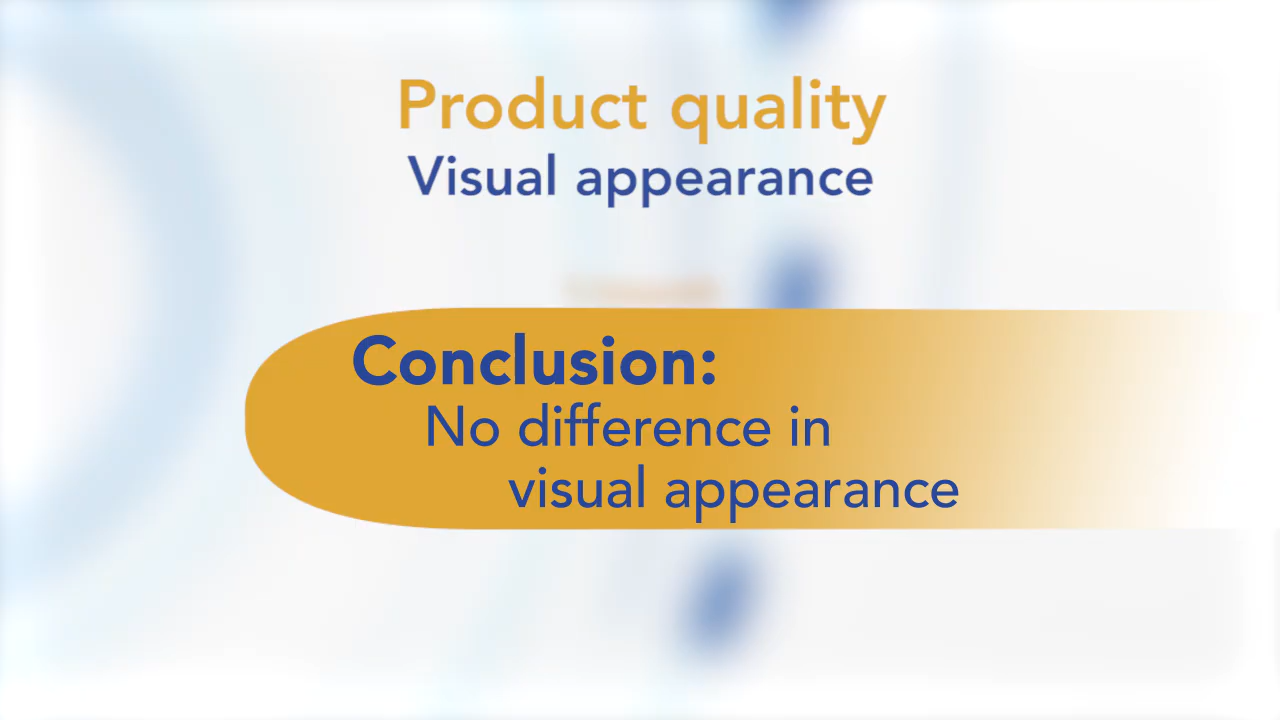 Product quality
Visual appearance
Conclusion:
No difference in
visual appearance